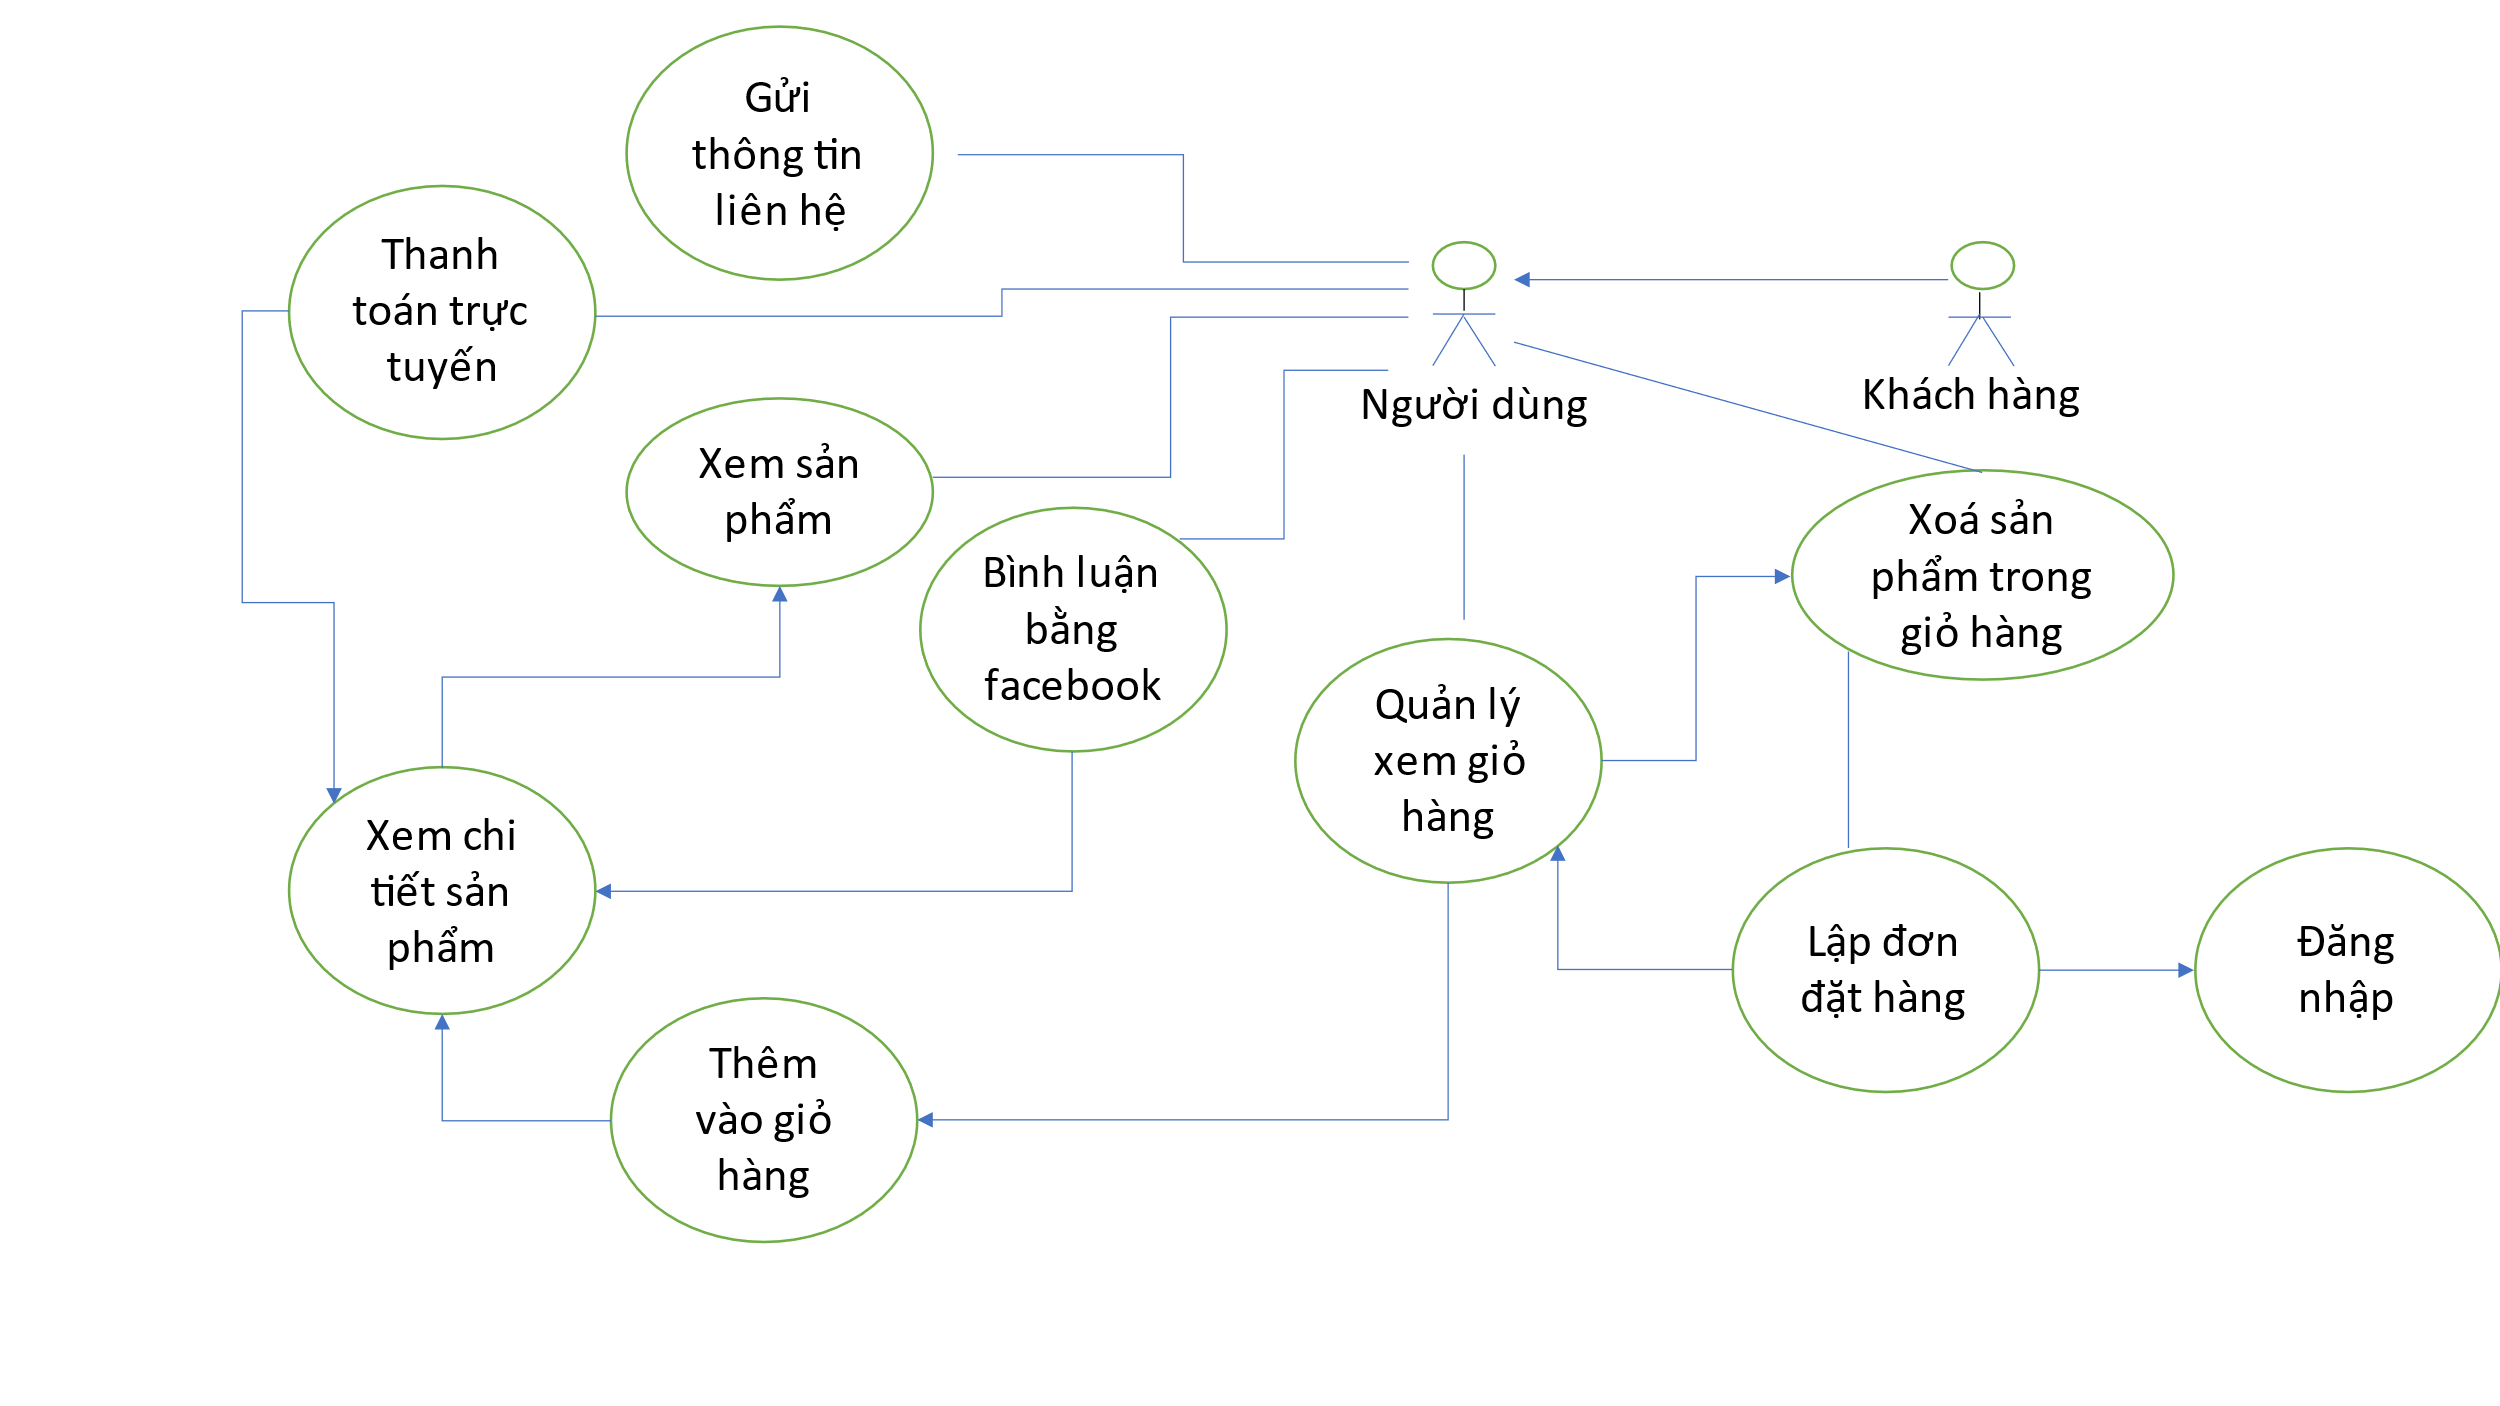 Gửi
thông tin
liên hệ
Thanh
toán trực
tuyến
Người dùng
Khách hàng
Xem sản
phẩm
Bình luận
bằng
facebook
Xoá sản
phẩm trong
giỏ hàng
Quản lý
xem giỏ
hàng
Xem chi
tiết sản
phẩm
Lập đơn
đặt hàng
Đăng
nhập
Thêm
vào giỏ
hàng